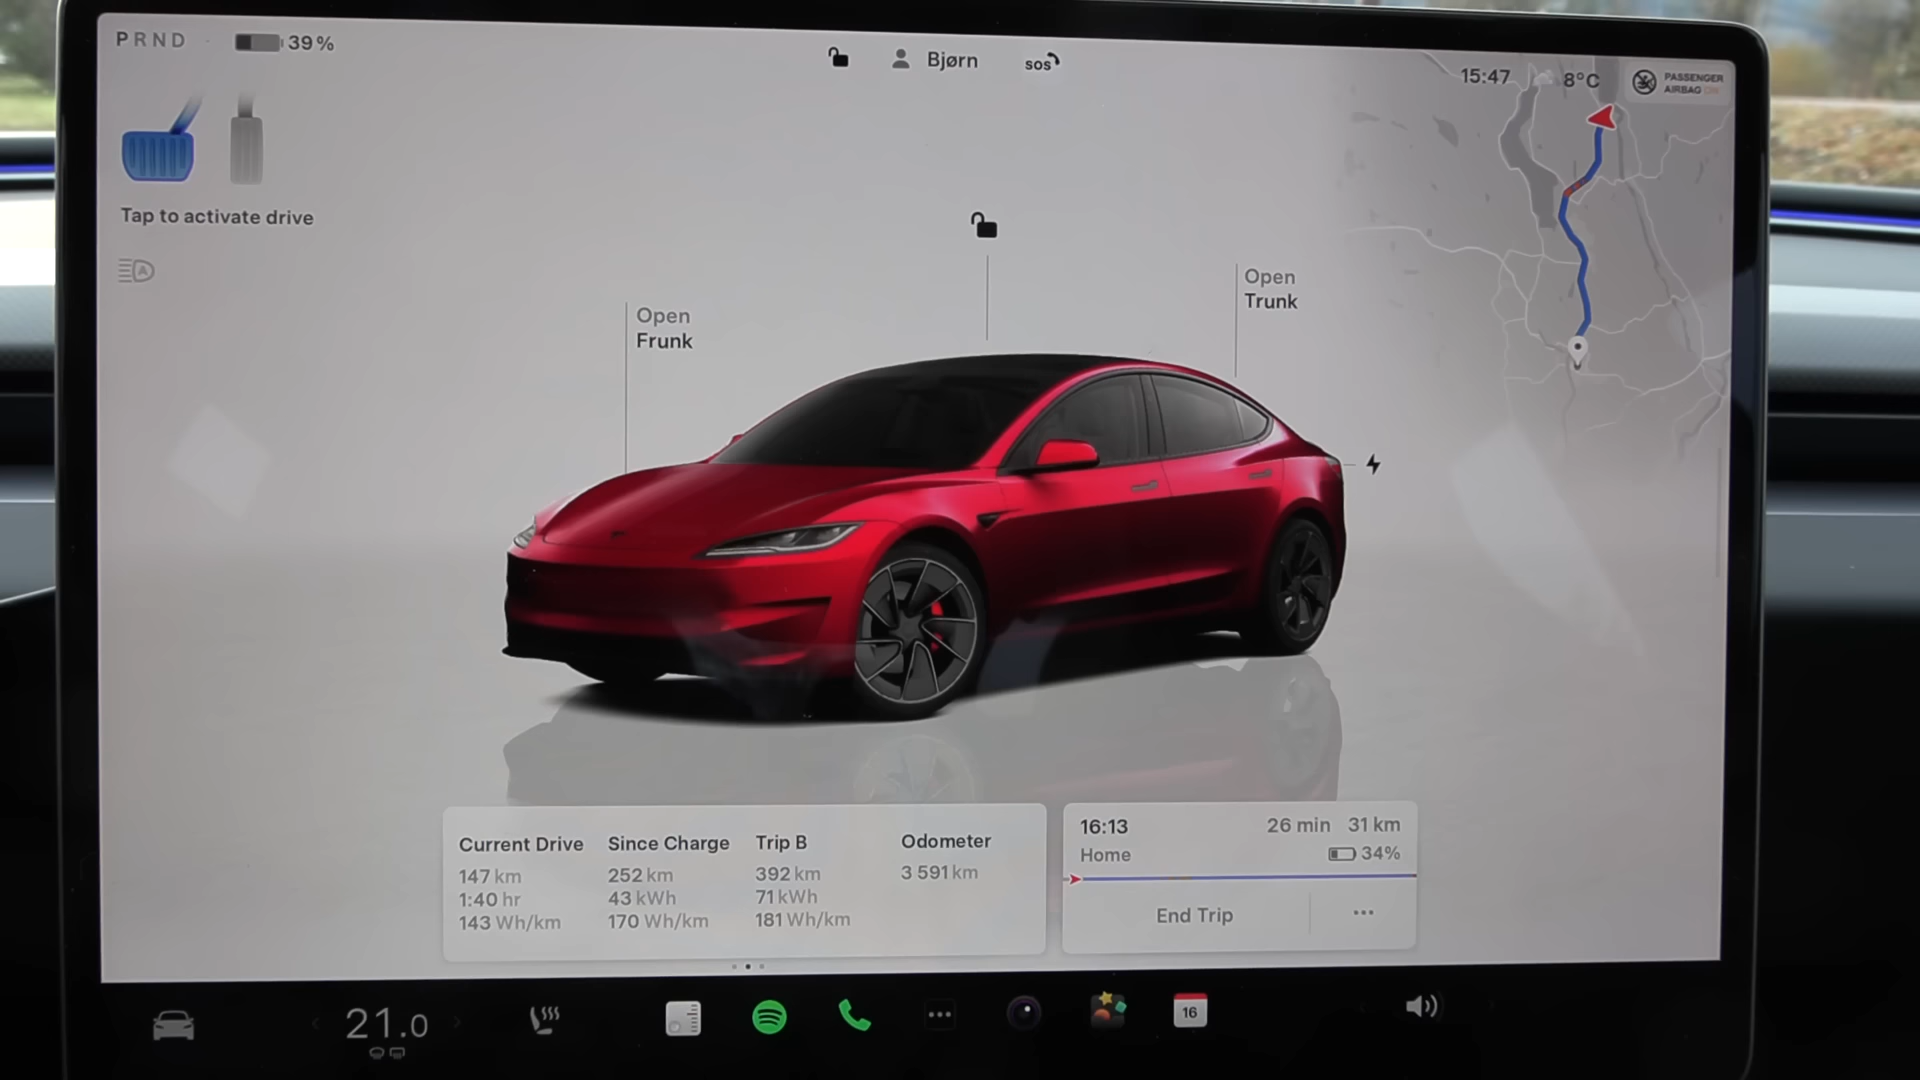 PRND
39%
Bjørn
SOS
15:47
8°C
PASSENGER
AIRBAG ON
Tap to activate drive
A
Open
Trunk
Open
Frunk
Current Drive
147 km
1:40 hr
143 Wh/km
Since Charge
252 km
43 kWh
170 Wh/km
Trip B
392 km
71 kWh
181 Wh/km
Odometer
3 591 km
16:13
26 min 31 km
Home
34%
End Trip
21.0
16